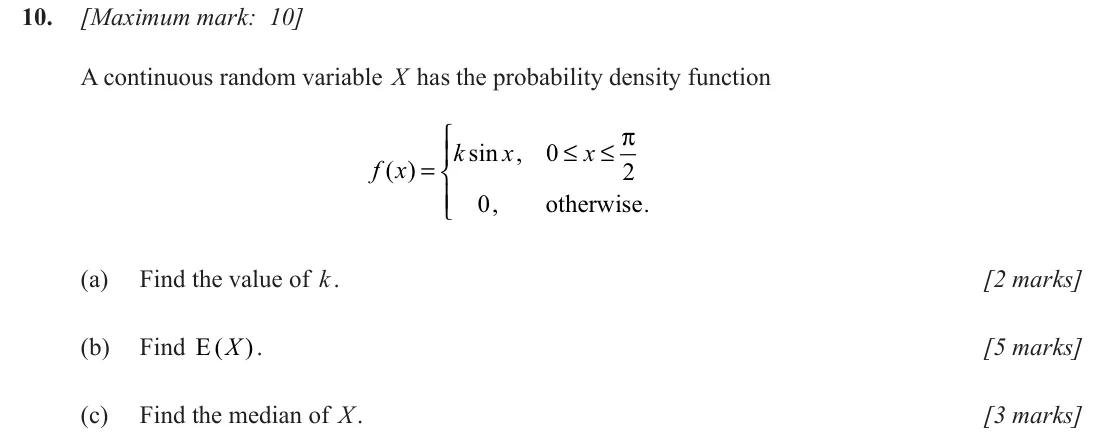 10. [Maximum mark: 10]
A continuous random variable X has the probability density function
f(x) = { k sin x, 0 ≤ x ≤ π/2
0, otherwise.
(a) Find the value of k. [2 marks]
(b) Find E(X). [5 marks]
(c) Find the median of X. [3 marks]